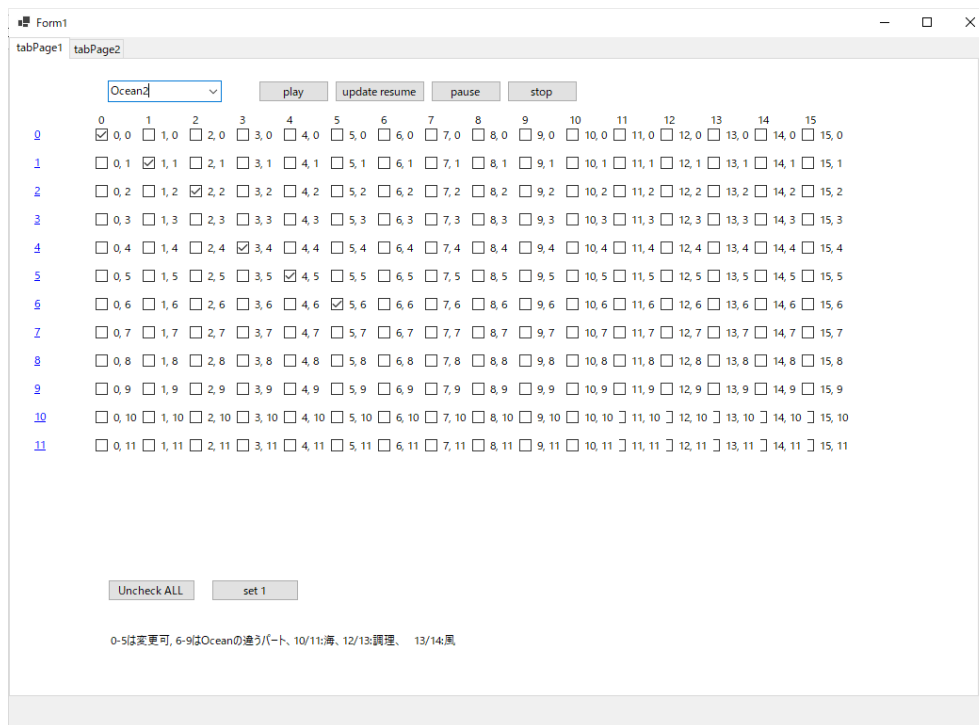 Form1
tabPage1 tabPage2
Ocean2 play update resume pause stop
0 1 2 3 4 5 6 7 8 9 10 11 12 13 14 15
0 0, 0 1, 0 2, 0 3, 0 4, 0 5, 0 6, 0 7, 0 8, 0 9, 0 10, 0 11, 0 12, 0 13, 0 14, 0 15, 0
1 0, 1 1, 1 2, 1 3, 1 4, 1 5, 1 6, 1 7, 1 8, 1 9, 1 10, 1 11, 1 12, 1 13, 1 14, 1 15, 1
2 0, 2 1, 2 2, 2 3, 2 4, 2 5, 2 6, 2 7, 2 8, 2 9, 2 10, 2 11, 2 12, 2 13, 2 14, 2 15, 2
3 0, 3 1, 3 2, 3 3, 3 4, 3 5, 3 6, 3 7, 3 8, 3 9, 3 10, 3 11, 3 12, 3 13, 3 14, 3 15, 3
4 0, 4 1, 4 2, 4 3, 4 4, 4 5, 4 6, 4 7, 4 8, 4 9, 4 10, 4 11, 4 12, 4 13, 4 14, 4 15, 4
5 0, 5 1, 5 2, 5 3, 5 4, 5 5, 5 6, 5 7, 5 8, 5 9, 5 10, 5 11, 5 12, 5 13, 5 14, 5 15, 5
6 0, 6 1, 6 2, 6 3, 6 4, 6 5, 6 6, 6 7, 6 8, 6 9, 6 10, 6 11, 6 12, 6 13, 6 14, 6 15, 6
7 0, 7 1, 7 2, 7 3, 7 4, 7 5, 7 6, 7 7, 7 8, 7 9, 7 10, 7 11, 7 12, 7 13, 7 14, 7 15, 7
8 0, 8 1, 8 2, 8 3, 8 4, 8 5, 8 6, 8 7, 8 8, 8 9, 8 10, 8 11, 8 12, 8 13, 8 14, 8 15, 8
9 0, 9 1, 9 2, 9 3, 9 4, 9 5, 9 6, 9 7, 9 8, 9 9, 9 10, 9 11, 9 12, 9 13, 9 14, 9 15, 9
10 0, 10 1, 10 2, 10 3, 10 4, 10 5, 10 6, 10 7, 10 8, 10 9, 10 10, 10 11, 10 12, 10 13, 10 14, 10 15, 10
11 0, 11 1, 11 2, 11 3, 11 4, 11 5, 11 6, 11 7, 11 8, 11 9, 11 10, 11 11, 11 12, 11 13, 11 14, 11 15, 11
Uncheck ALL set 1
0-5は変更可, 6-9はOceanの違うパート、10/11:海、12/13:調理、 13/14:風